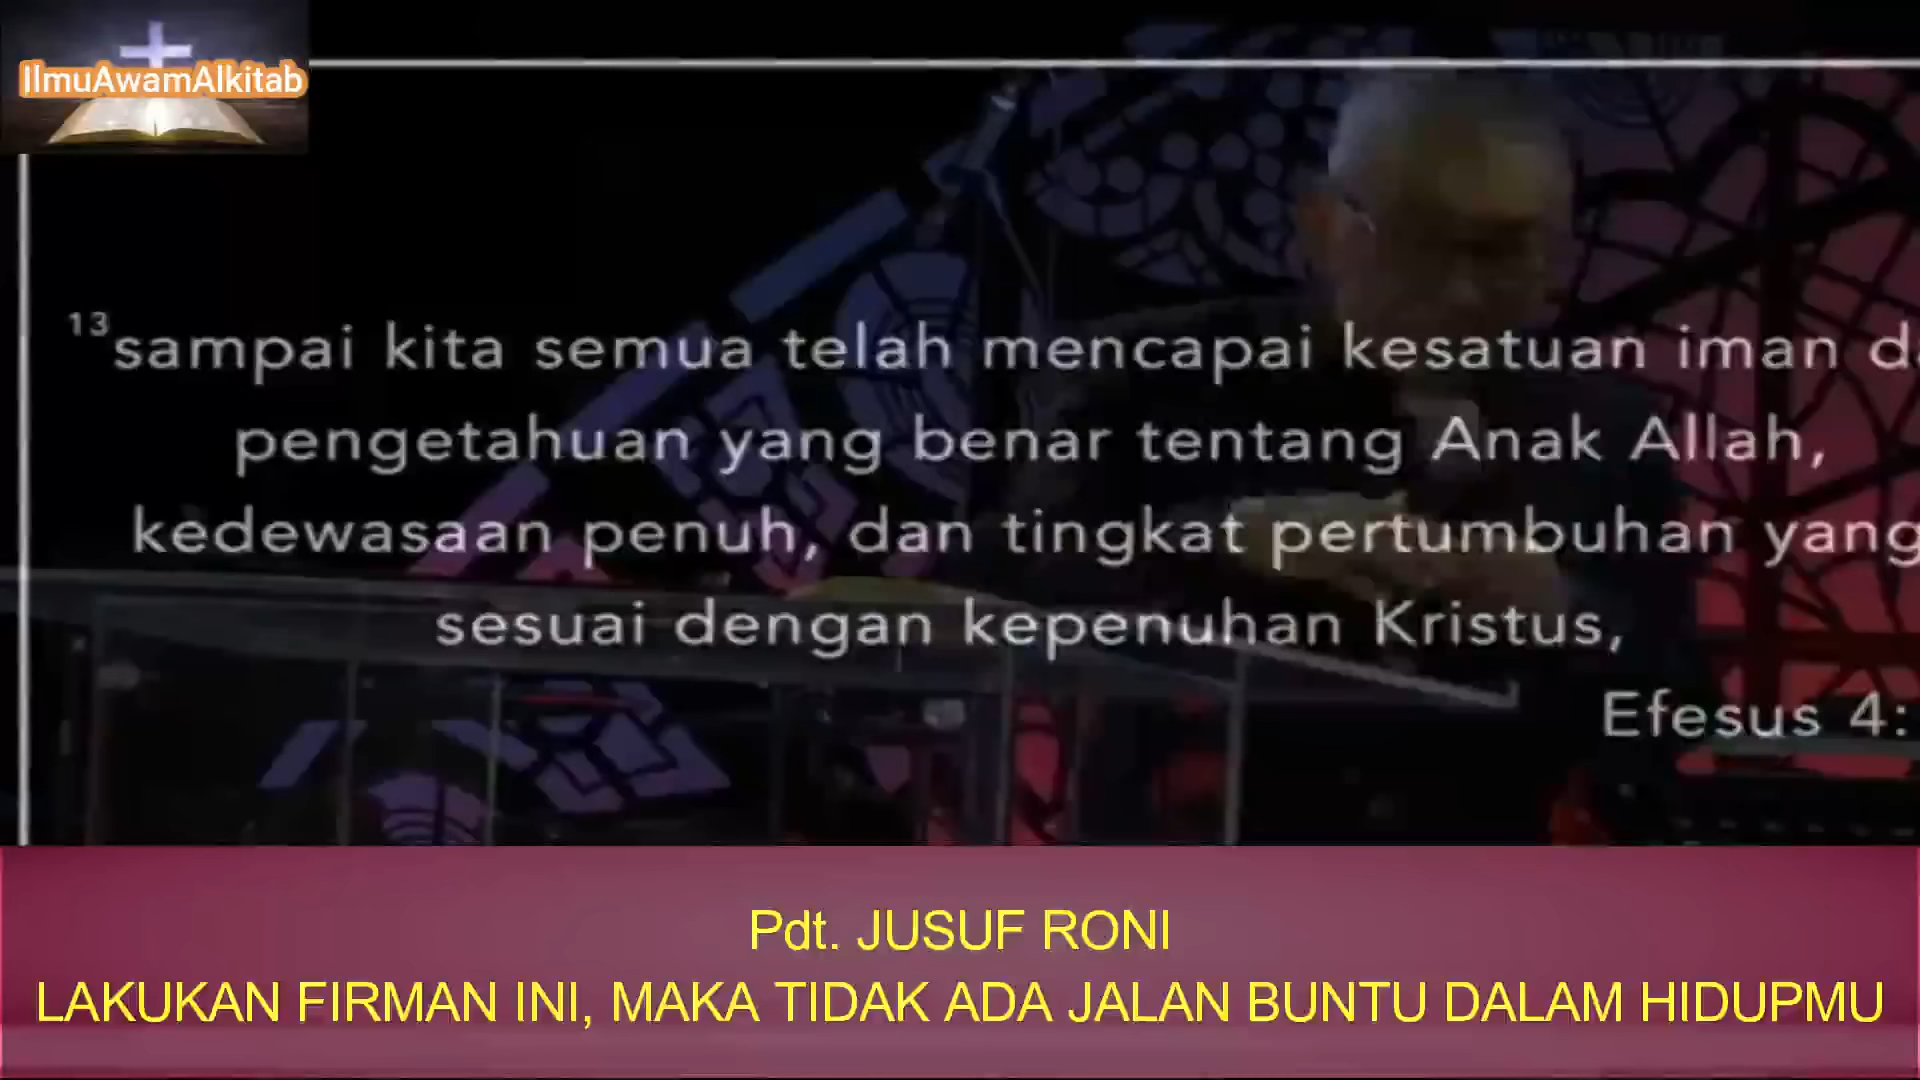 IlmuAwamAlkitab
13 sampai kita semua telah mencapai kesatuan iman
pengetahuan yang benar tentang Anak Allah,
kedewasaan penuh, dan tingkat pertumbuhan yang
sesuai dengan kepenuhan Kristus,
Efesus 4:
Pdt. JUSUF RONI
LAKUKAN FIRMAN INI, MAKA TIDAK ADA JALAN BUNTU DALAM HIDUPMU